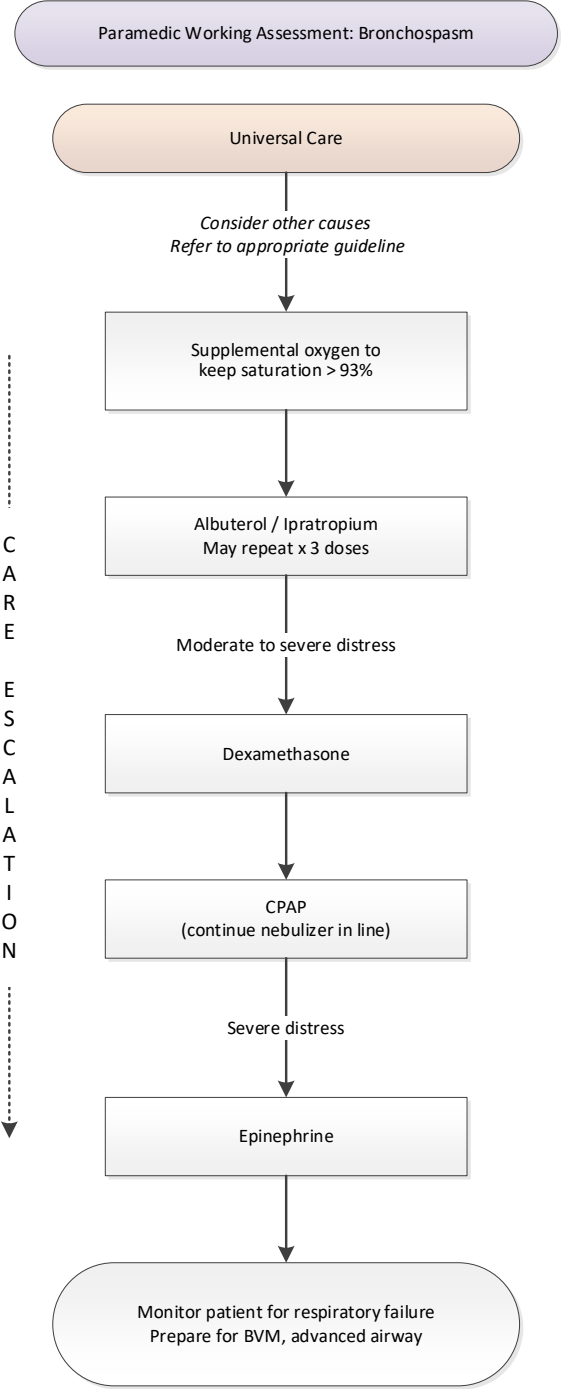 Paramedic Working Assessment: Bronchospasm
Universal Care
Consider other causes
Refer to appropriate guideline
Supplemental oxygen to
keep saturation > 93%
Albuterol / Ipratropium
May repeat x 3 doses
Moderate to severe distress
Dexamethasone
CPAP
(continue nebulizer in line)
Severe distress
Epinephrine
Monitor patient for respiratory failure
Prepare for BVM, advanced airway
CARE ESCALATION